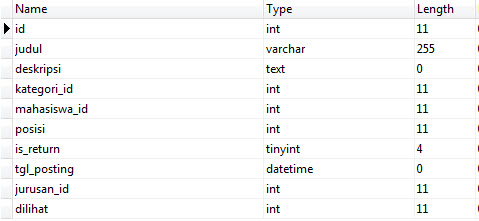 Name Type Length
id int 11
judul varchar 255
deskripsi text 0
kategori_id int 11
mahasiswa_id int 11
posisi int 11
is_return tinyint 4
tgl_posting datetime 0
jurusan_id int 11
dilihat int 11